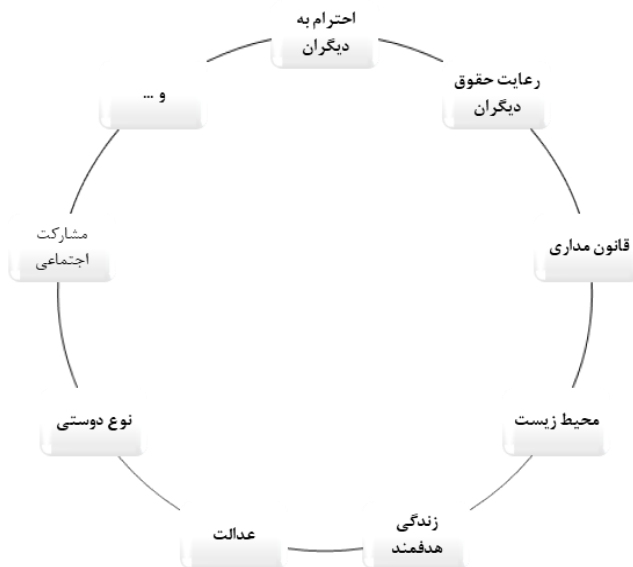 احترام به
دیگران
رعایت حقوق
دیگران
قانون مداری
محیط زیست
زندگی
هدفمند
عدالت
نوع دوستی
مشارکت
اجتماعی
و ...